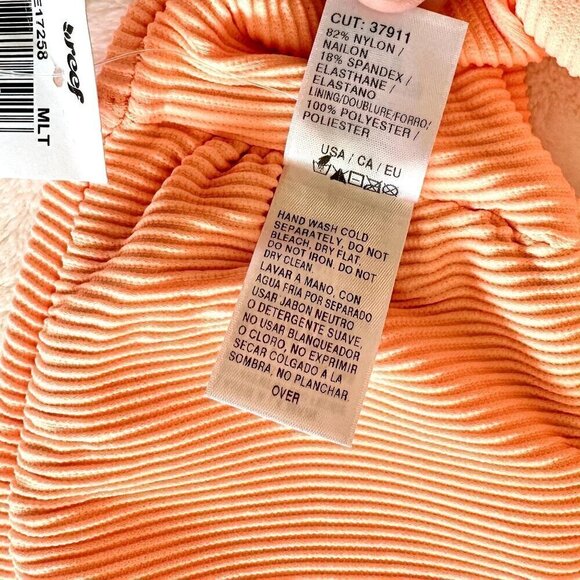 reef
E17258
MLT
CUT: 37911
82% NYLON /
NAILON
18% SPANDEX /
ELASTHANE /
ELASTANO
LINING/DOUBLURE/FORRO/
100% POLYESTER /
POLIESTER
USA / CA / EU
HAND WASH COLD
SEPARATELY, DO NOT
BLEACH, DRY FLAT,
DO NOT IRON, DO NOT
DRY CLEAN
LAVAR A MANO, CON
AGUA FRIA POR SEPARADO
USAR JABON NEUTRO
O DETERGENTE SUAVE,
NO USAR BLANQUEADOR
O CLORO, NO EXPRIMIR
SECAR COLGADO A LA
SOMBRA, NO PLANCHAR.
OVER